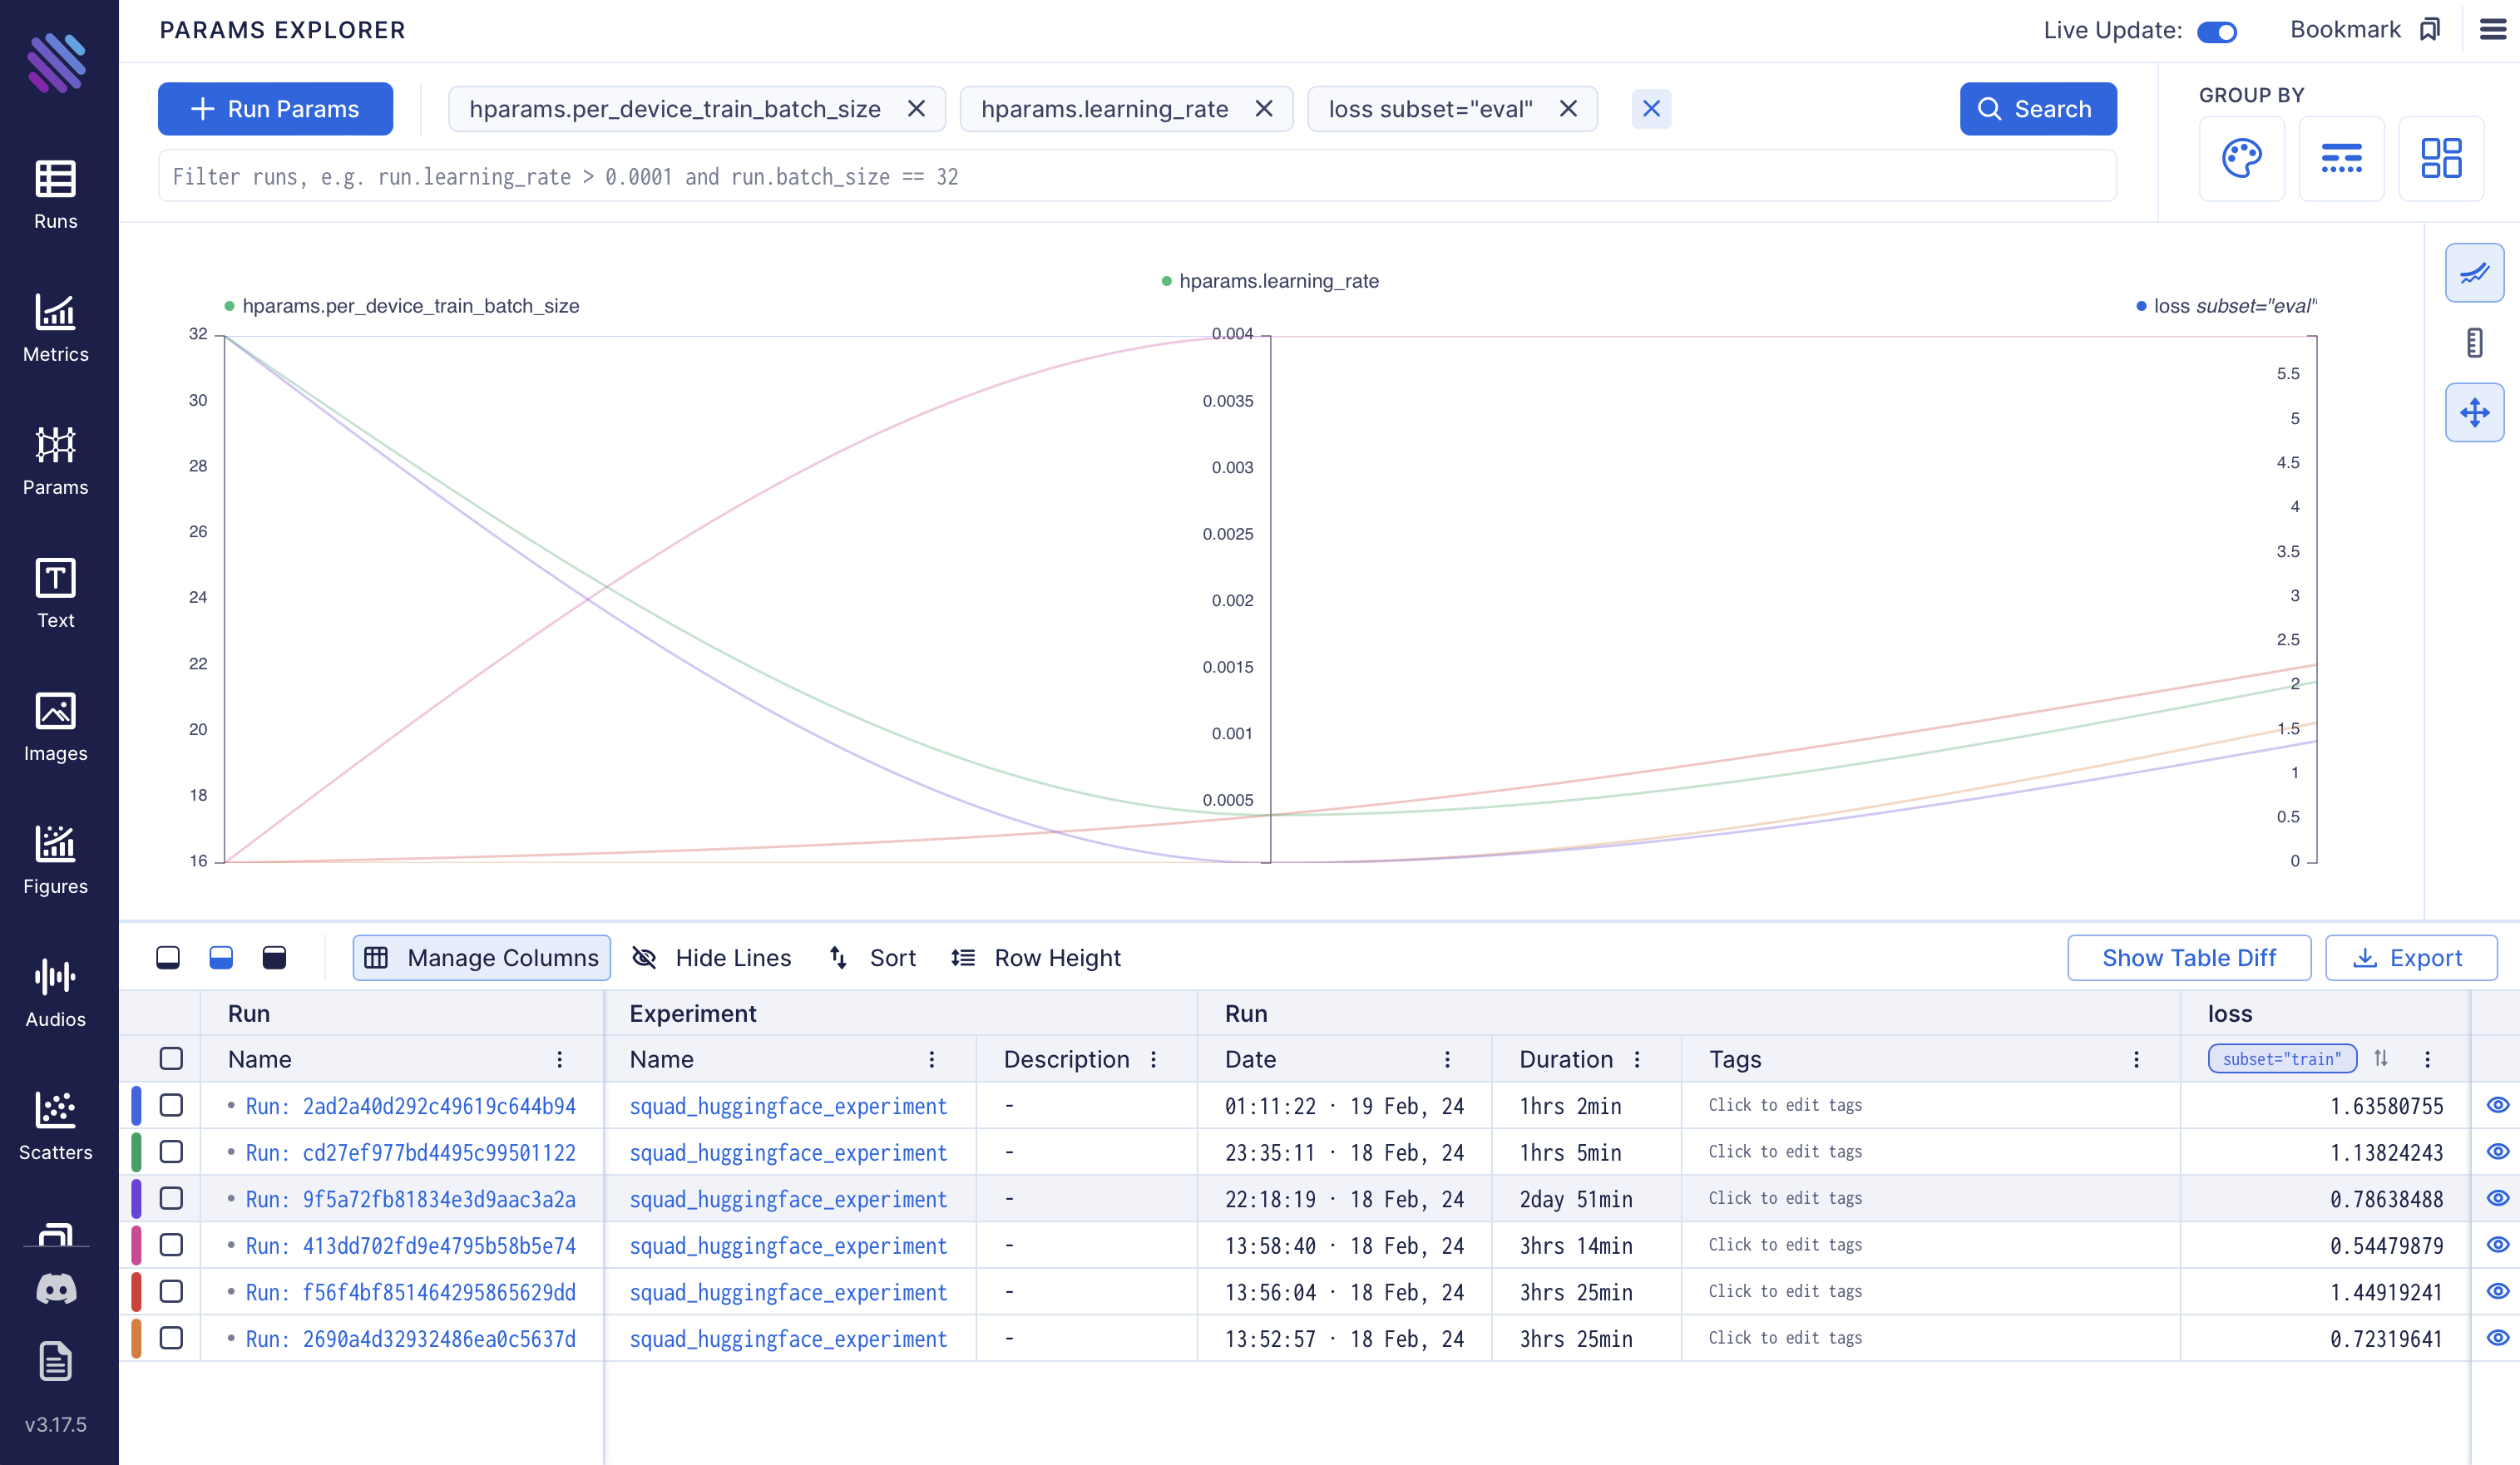 PARAMS EXPLORER
Live Update:
Bookmark
Run Params
hparams.per_device_train_batch_size
hparams.learning_rate
loss subset="eval"
Search
GROUP BY
Filter runs, e.g. run.learning_rate > 0.0001 and run.batch_size == 32
Runs
Metrics
Params
Text
Images
Figures
Audios
Scatters
v3.17.5
hparams.per_device_train_batch_size
hparams.learning_rate
loss subset="eval"
32
30
28
26
24
22
20
18
16
0.004
0.0035
0.003
0.0025
0.002
0.0015
0.001
0.0005
5.5
5
4.5
4
3.5
3
2.5
2
1.5
1
0.5
0
Manage Columns
Hide Lines
Sort
Row Height
Show Table Diff
Export
Run Experiment Run loss
Name Name Description Date Duration Tags subset="train"
Run: 2ad2a40d292c49619c644b94 squad_huggingface_experiment - 01:11:22 · 19 Feb, 24 1hrs 2min Click to edit tags 1.63580755
Run: cd27ef977bd4495c99501122 squad_huggingface_experiment - 23:35:11 · 18 Feb, 24 1hrs 5min Click to edit tags 1.13824243
Run: 9f5a72fb81834e3d9aac3a2a squad_huggingface_experiment - 22:18:19 · 18 Feb, 24 2day 51min Click to edit tags 0.78638488
Run: 413dd702fd9e4795b58b5e74 squad_huggingface_experiment - 13:58:40 · 18 Feb, 24 3hrs 14min Click to edit tags 0.54479879
Run: f56f4bf851464295865629dd squad_huggingface_experiment - 13:56:04 · 18 Feb, 24 3hrs 25min Click to edit tags 1.44919241
Run: 2690a4d32932486ea0c5637d squad_huggingface_experiment - 13:52:57 · 18 Feb, 24 3hrs 25min Click to edit tags 0.72319641